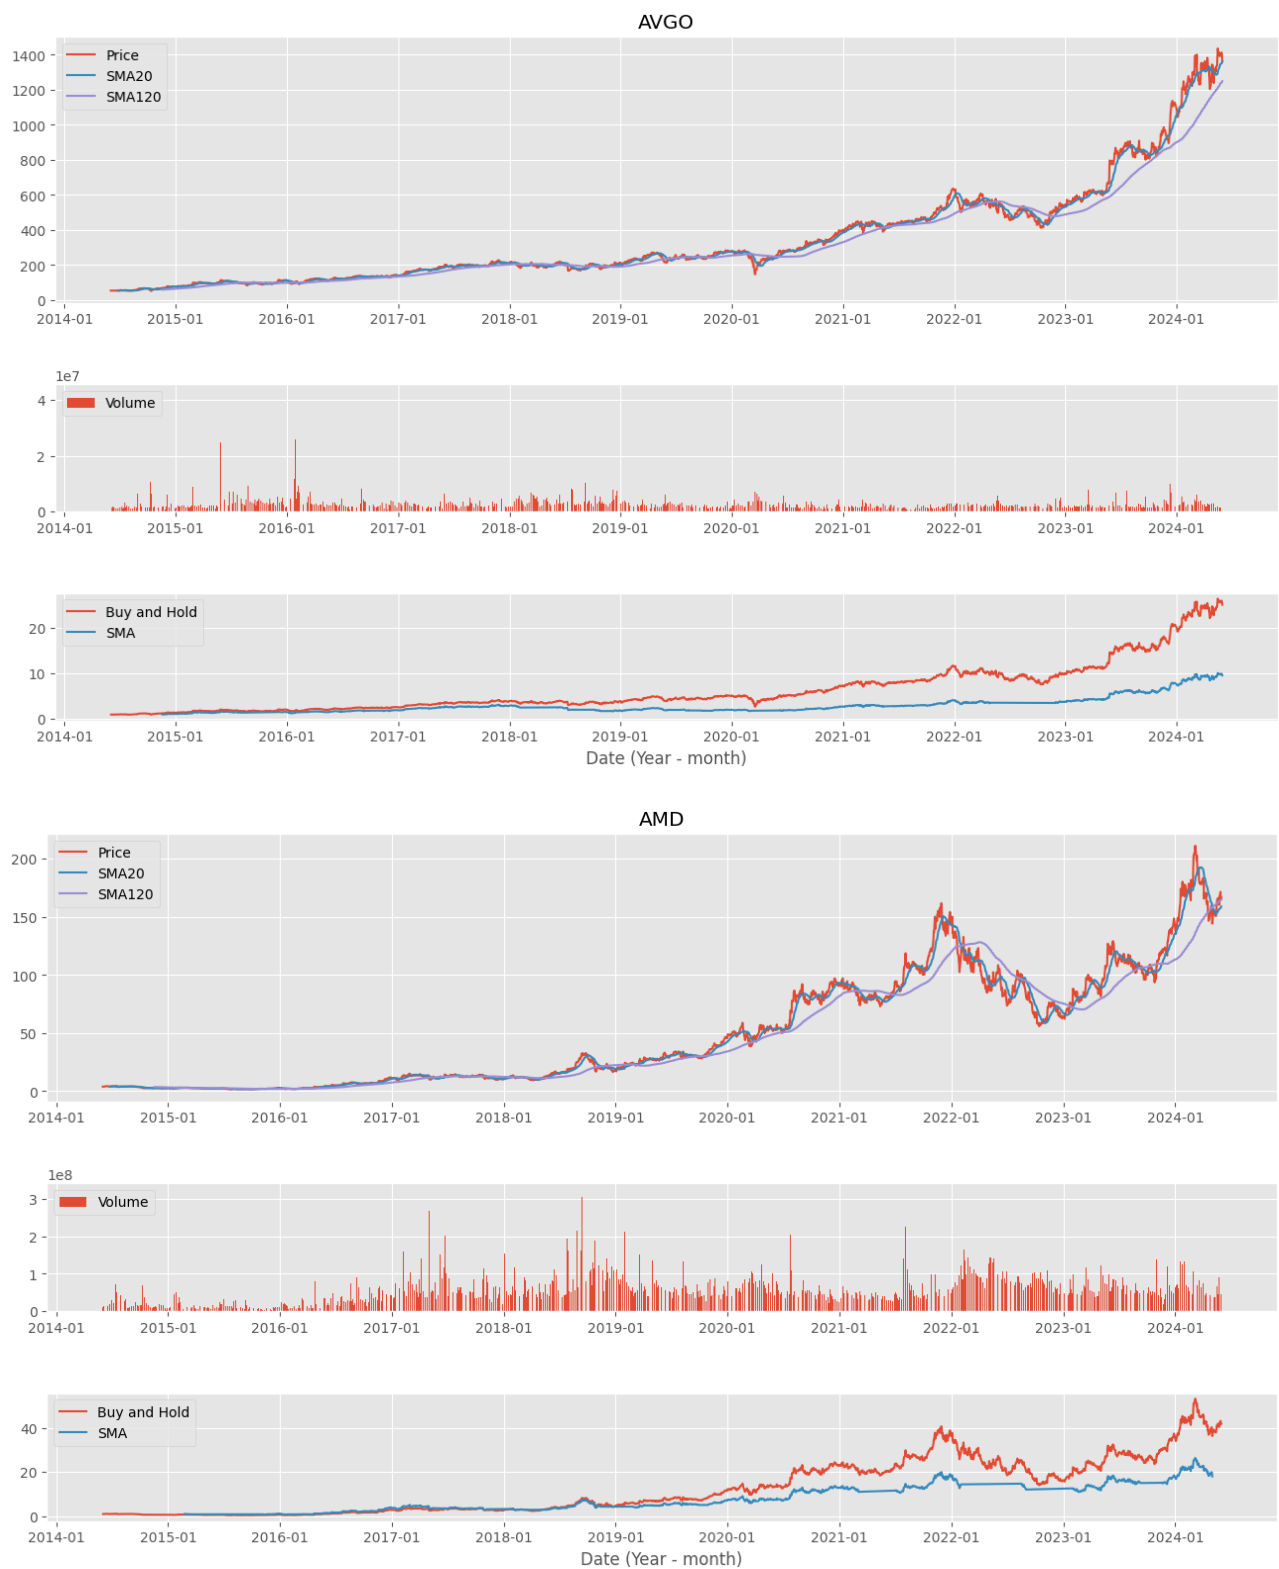 AVGO
Price
SMA20
SMA120
1400
1200
1000
800
600
400
200
0
2014-01 2015-01 2016-01 2017-01 2018-01 2019-01 2020-01 2021-01 2022-01 2023-01 2024-01
1e7
Volume
4
2
0
2014-01 2015-01 2016-01 2017-01 2018-01 2019-01 2020-01 2021-01 2022-01 2023-01 2024-01
Buy and Hold
SMA
20
10
0
2014-01 2015-01 2016-01 2017-01 2018-01 2019-01 2020-01 2021-01 2022-01 2023-01 2024-01
Date (Year - month)
AMD
Price
SMA20
SMA120
200
150
100
50
0
2014-01 2015-01 2016-01 2017-01 2018-01 2019-01 2020-01 2021-01 2022-01 2023-01 2024-01
1e8
Volume
3
2
1
0
2014-01 2015-01 2016-01 2017-01 2018-01 2019-01 2020-01 2021-01 2022-01 2023-01 2024-01
Buy and Hold
SMA
40
20
0
2014-01 2015-01 2016-01 2017-01 2018-01 2019-01 2020-01 2021-01 2022-01 2023-01 2024-01
Date (Year - month)